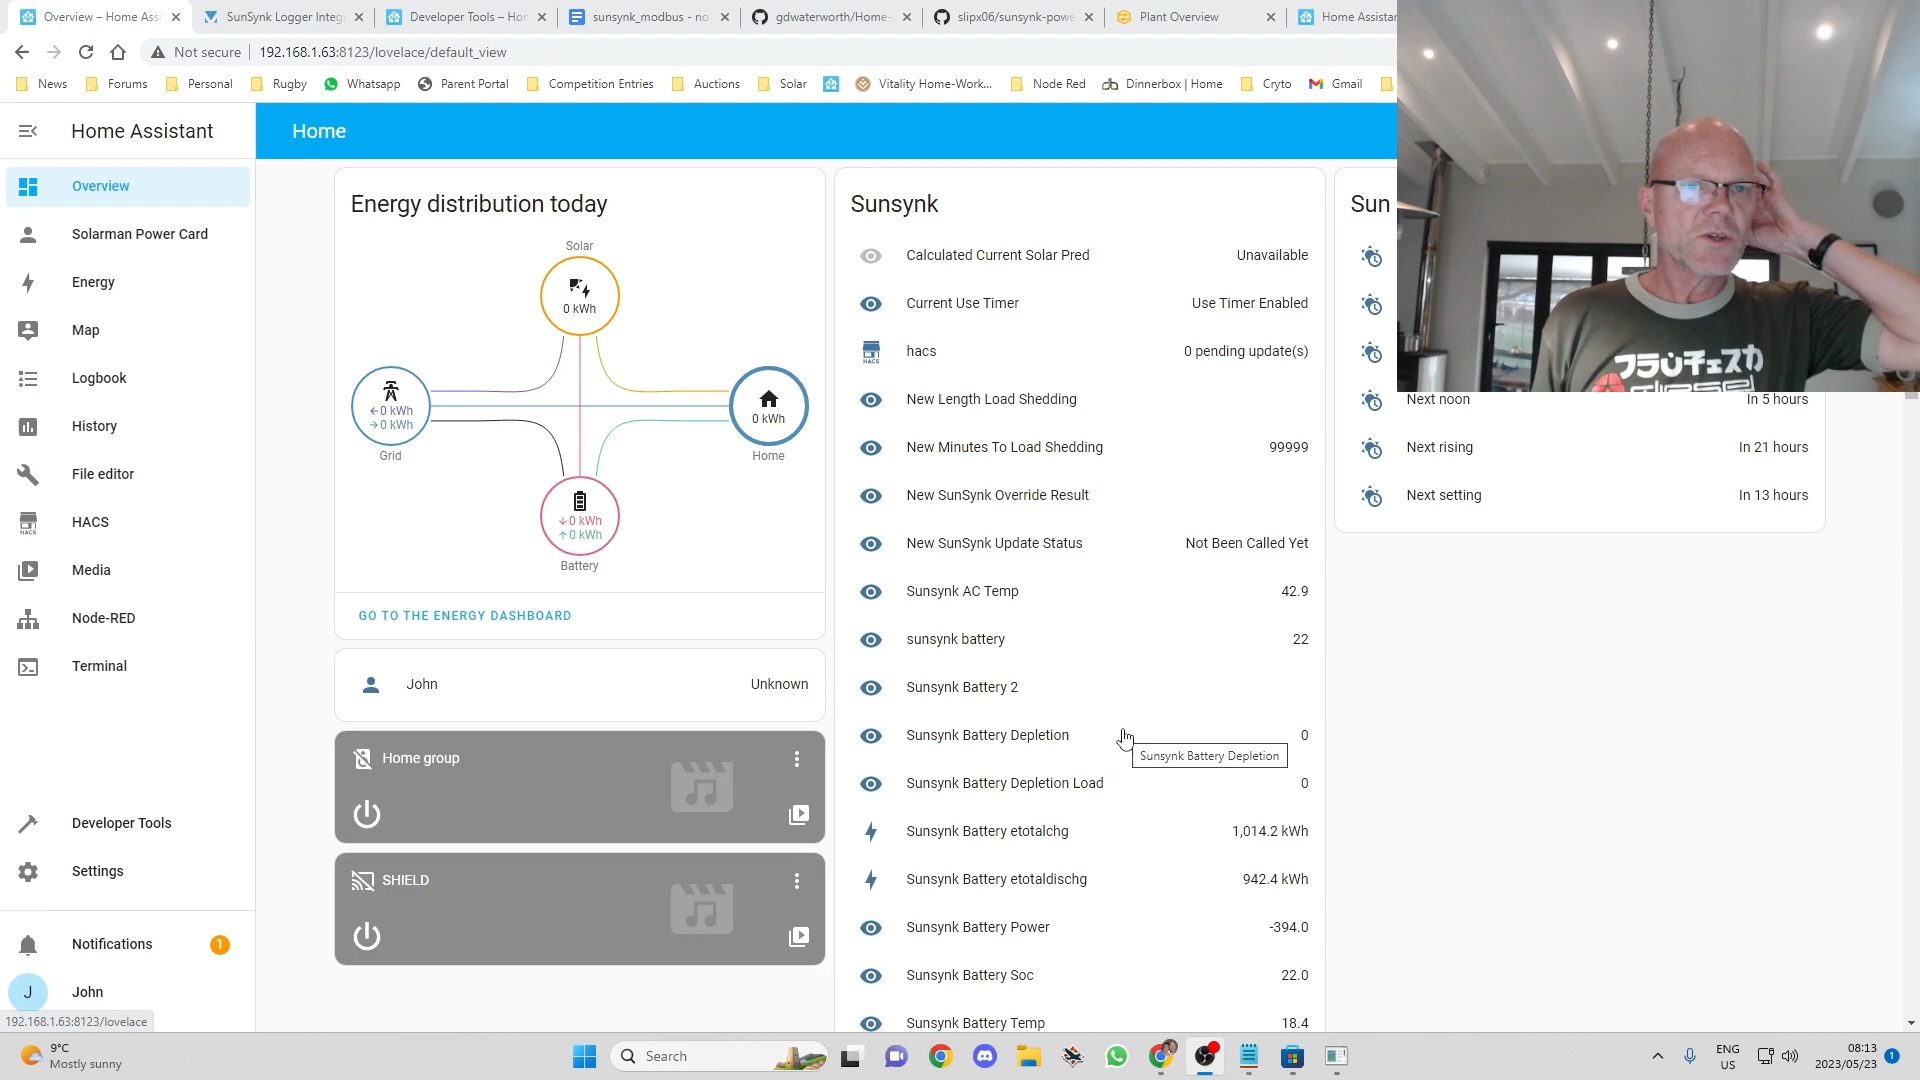 Overview – Home Assi
SunSynk Logger Integ
Developer Tools – Hon
sunsynk_modbus - no
gdwaterworth/Home-
slipx06/sunsynk-powe
Plant Overview
Home Assistan
Not secure
192.168.1.63:8123/lovelace/default_view
News
Forums
Personal
Rugby
Whatsapp
Parent Portal
Competition Entries
Auctions
Solar
Vitality Home-Work...
Node Red
Dinnerbox | Home
Cryto
Gmail
Home Assistant
Home
Overview
Solarman Power Card
Energy
Map
Logbook
History
File editor
HACS
HACS
Media
Node-RED
Terminal
Developer Tools
Settings
Notifications
1
J
John
192.168.1.63:8123/lovelace
Energy distribution today
Solar
0 kWh
←0 kWh
→0 kWh
Grid
0 kWh
Home
↓0 kWh
↑0 kWh
Battery
GO TO THE ENERGY DASHBOARD
John Unknown
Home group
SHIELD
Sunsynk
Calculated Current Solar Pred Unavailable
Current Use Timer Use Timer Enabled
HACS
hacs 0 pending update(s)
New Length Load Shedding
New Minutes To Load Shedding 99999
New SunSynk Override Result
New SunSynk Update Status Not Been Called Yet
Sunsynk AC Temp 42.9
sunsynk battery 22
Sunsynk Battery 2
Sunsynk Battery Depletion 0
Sunsynk Battery Depletion
Sunsynk Battery Depletion Load 0
Sunsynk Battery etotalchg 1,014.2 kWh
Sunsynk Battery etotaldischg 942.4 kWh
Sunsynk Battery Power -394.0
Sunsynk Battery Soc 22.0
Sunsynk Battery Temp 18.4
Sun
Next noon In 5 hours
Next rising In 21 hours
Next setting In 13 hours
9°C
Mostly sunny
Search
ENG
US
08:13
2023/05/23
1